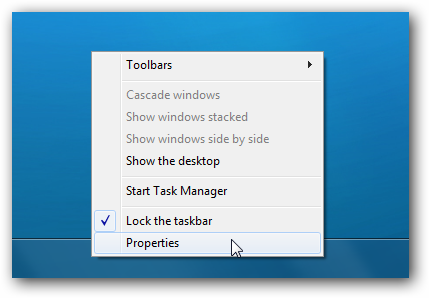 Toolbars
Cascade windows
Show windows stacked
Show windows side by side
Show the desktop
Start Task Manager
Lock the taskbar
Properties